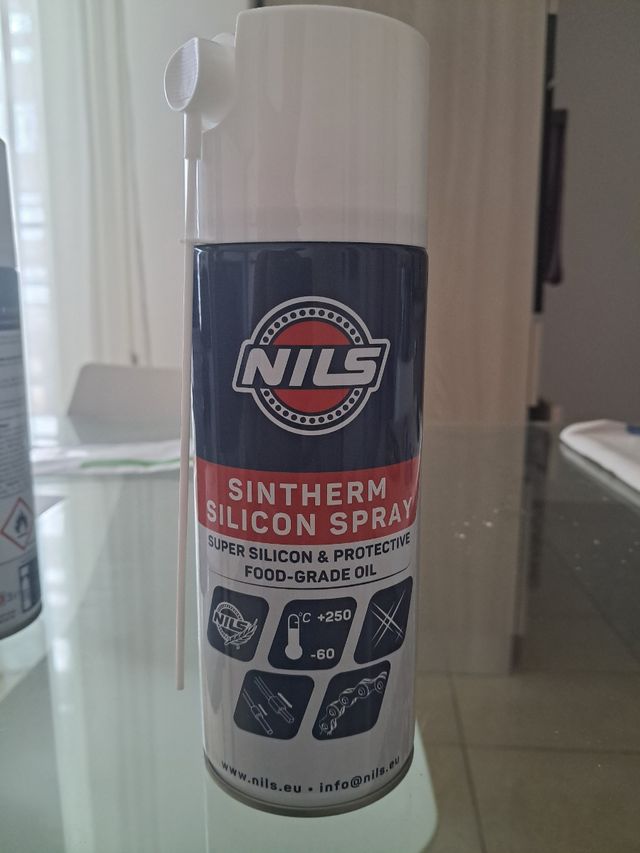 NILS
SINTHERM
SILICON SPRAY
SUPER SILICON & PROTECTIVE
FOOD-GRADE OIL
NILS
°C +250
-60
www.nils.eu • info@nils.eu